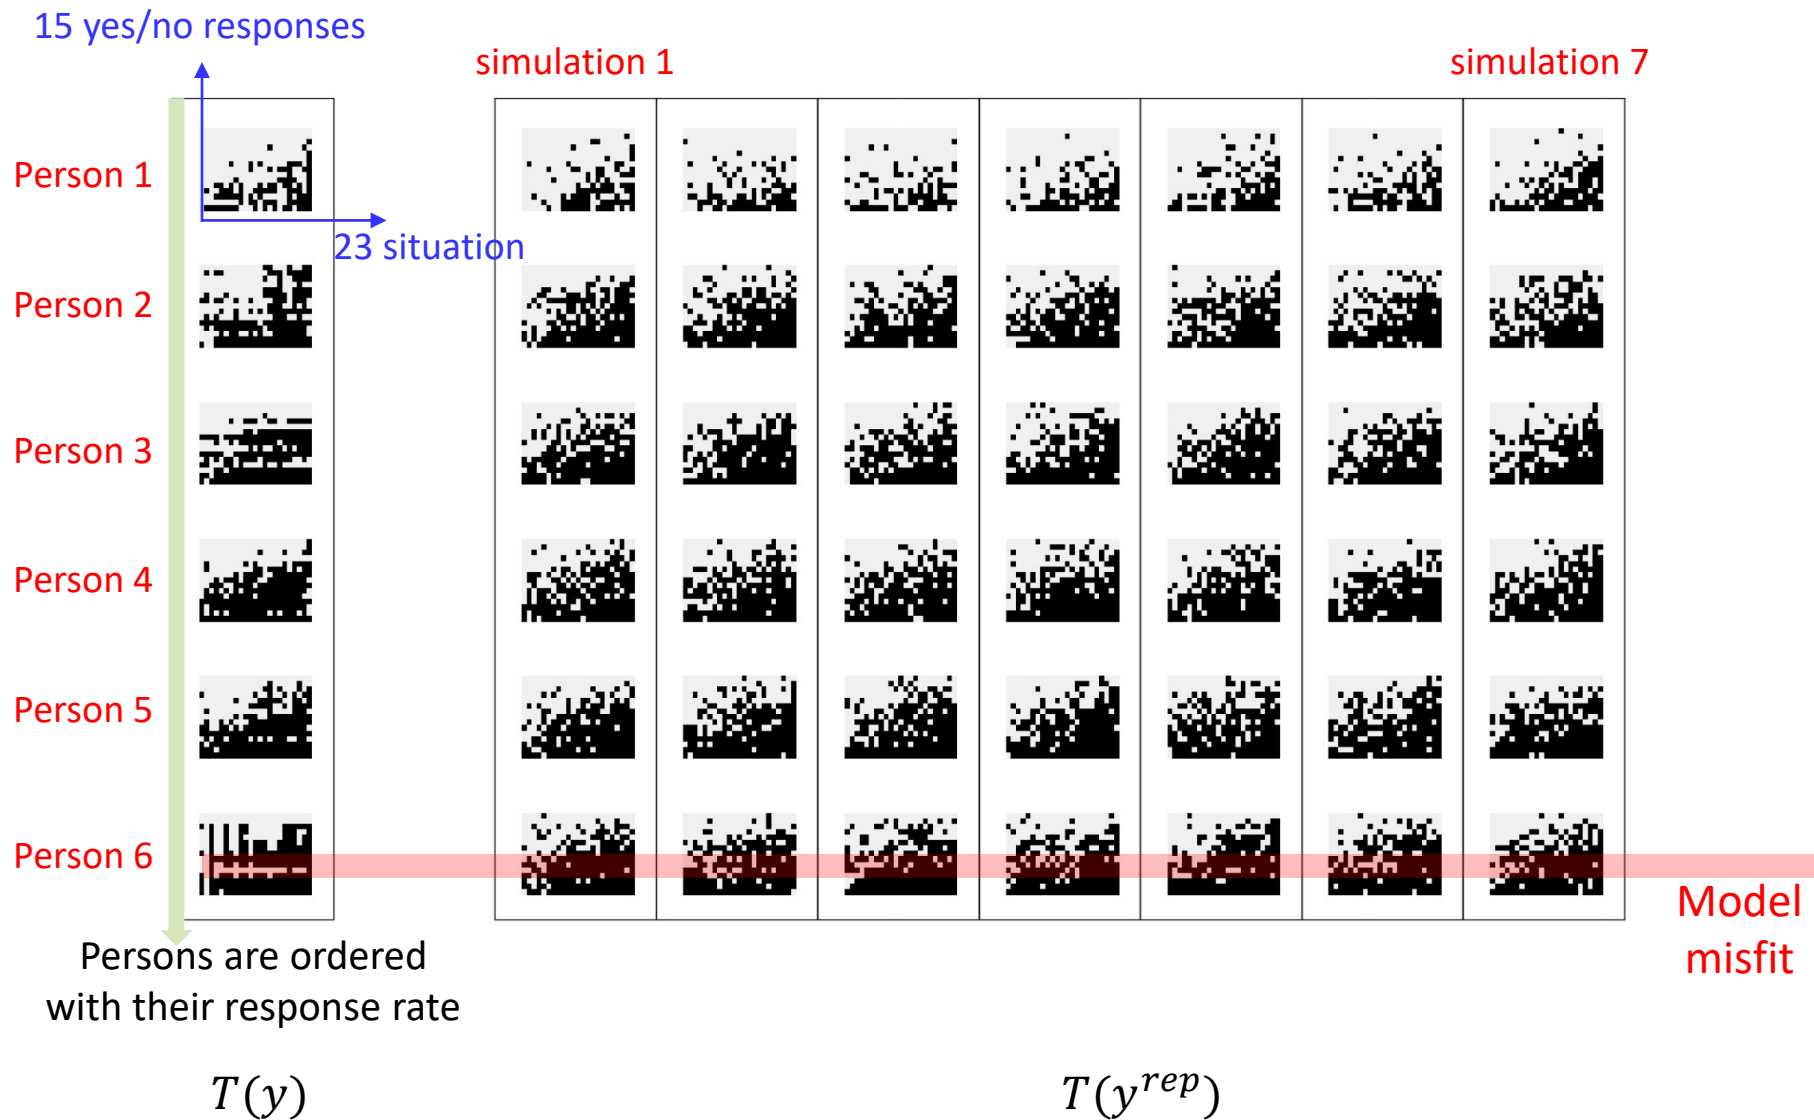 15 yes/no responses
simulation 1
simulation 7
Person 1
23 situation
Person 2
Person 3
Person 4
Person 5
Person 6
Model
misfit
Persons are ordered
with their response rate
T(y)
T(y^{rep})